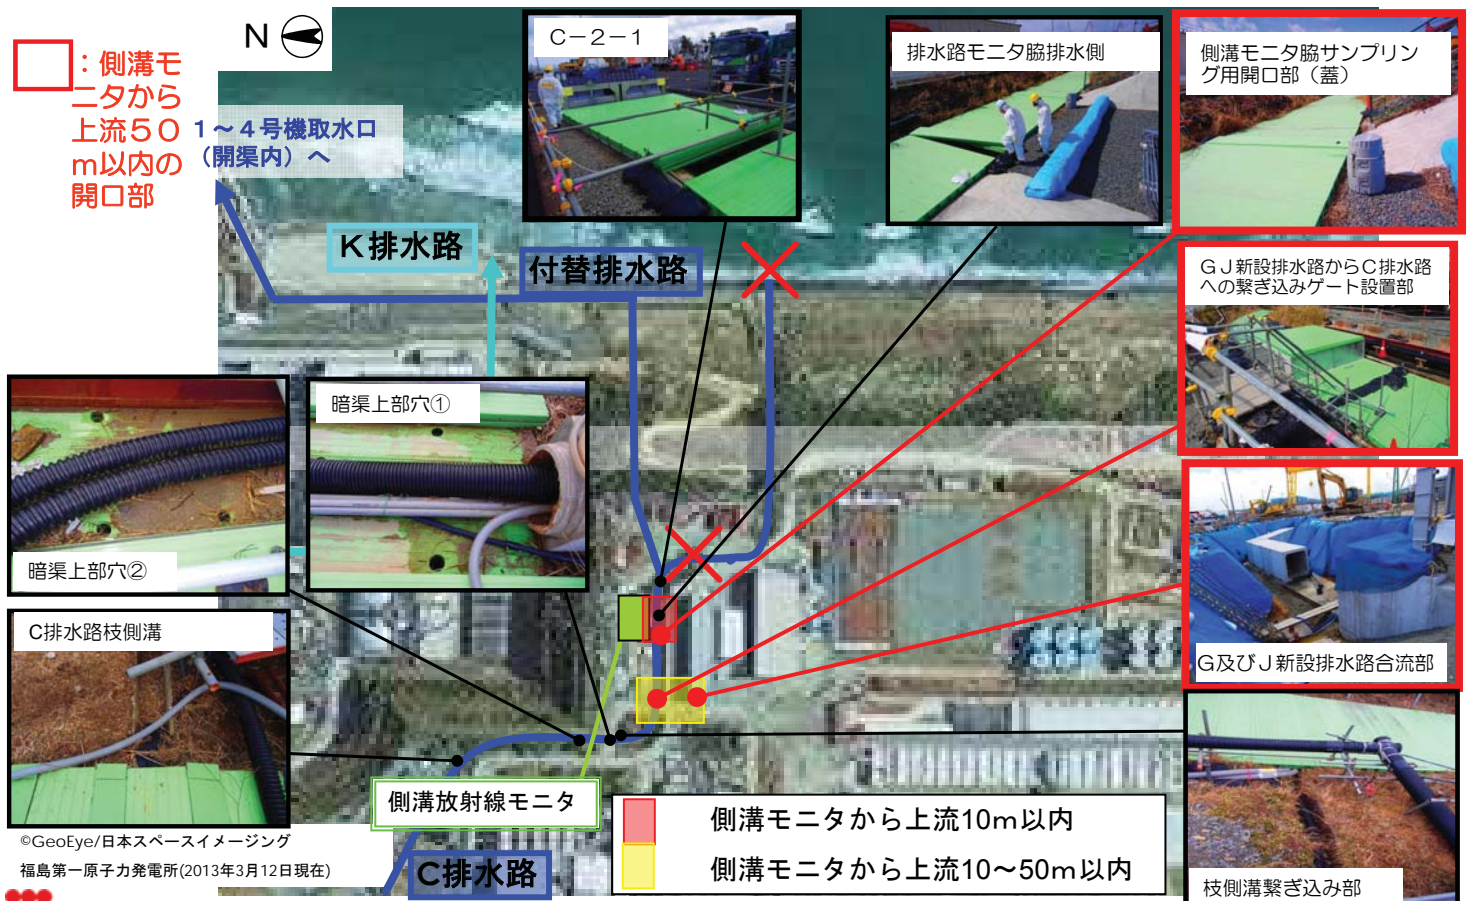 N
：側溝モ
ニタから
上流５０
ｍ以内の
開口部
１～４号機取水口
（開渠内）へ
C－2－1
排水路モニタ脇排水側
側溝モニタ脇サンプリン
グ用開口部（蓋）
K排水路
付替排水路
ＧＪ新設排水路からＣ排水路
への繋ぎ込みゲート設置部
暗渠上部穴①
暗渠上部穴②
G及びＪ新設排水路合流部
C排水路枝側溝
側溝放射線モニタ
側溝モニタから上流10m以内
側溝モニタから上流10～50m以内
©GeoEye/日本スペースイメージング
福島第一原子力発電所(2013年3月12日現在)
C排水路
枝側溝繋ぎ込み部